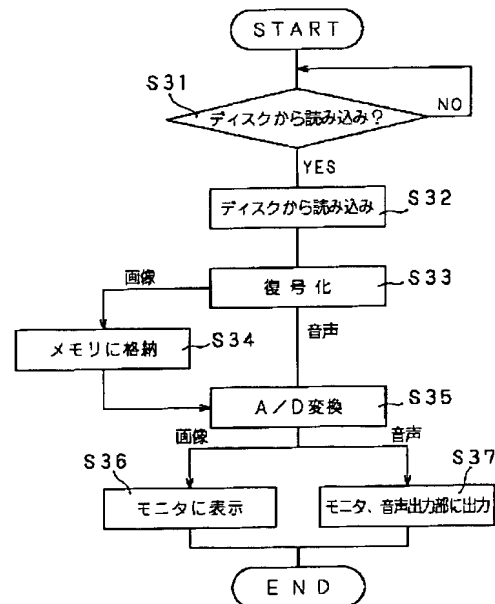 START
S31
ディスクから読み込み？
NO
YES
ディスクから読み込み
S32
復号化
S33
画像
音声
メモリに格納
S34
A/D変換
S35
画像
音声
S36
モニタに表示
S37
モニタ、音声出力部に出力
END